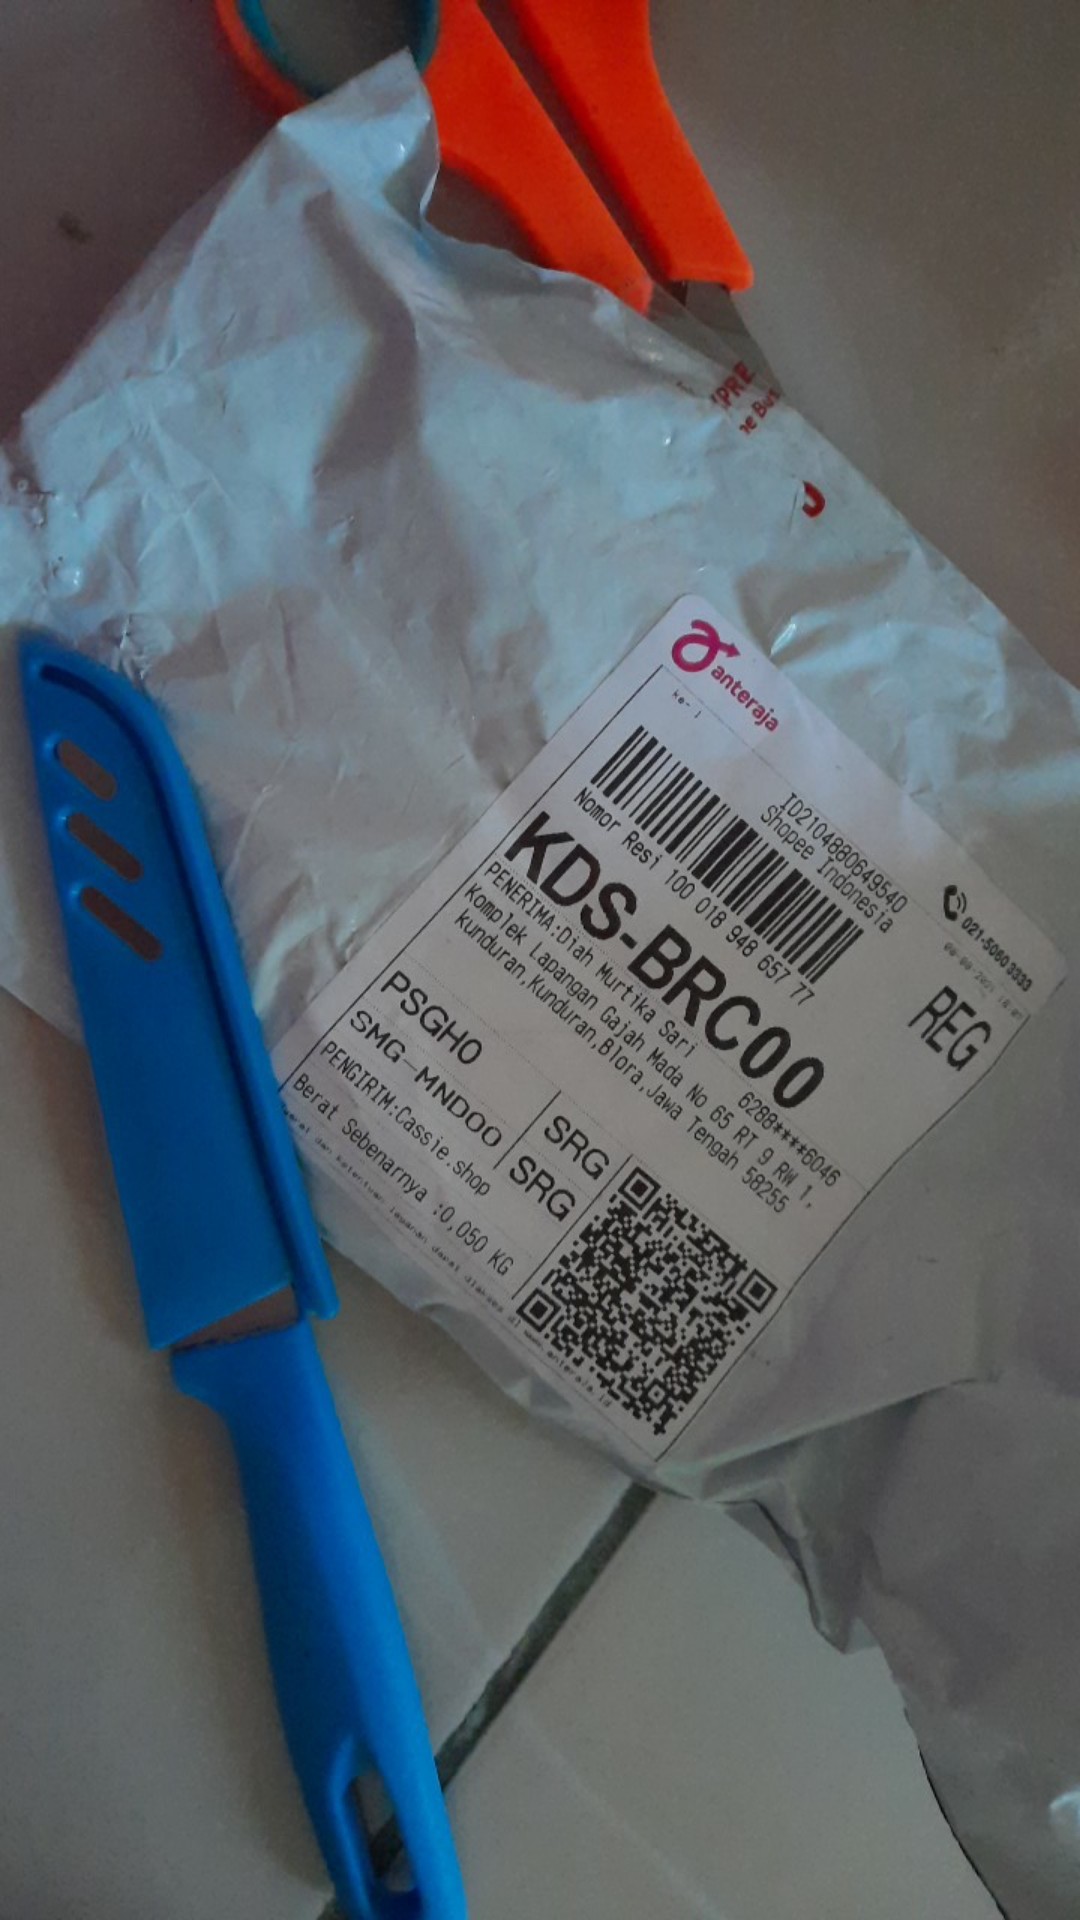 anteraja
ke- 1
ID2104880649540
Shopee Indonesia
021-5060 3333
Nomor Resi 100 018 948 657 77
REG
KDS-BRC00
PENERIMA:Diah Murtika Sari 6288****6046
Komplek Lapangan Gajah Mada No 65 RT 9 RW 1,
Kunduran,Kunduran,Blora,Jawa Tengah 58255
PSGH0 SRG
SMG-MND00 SRG
PENGIRIM:Cassie.shop
Berat Sebenarnya :0,050 KG